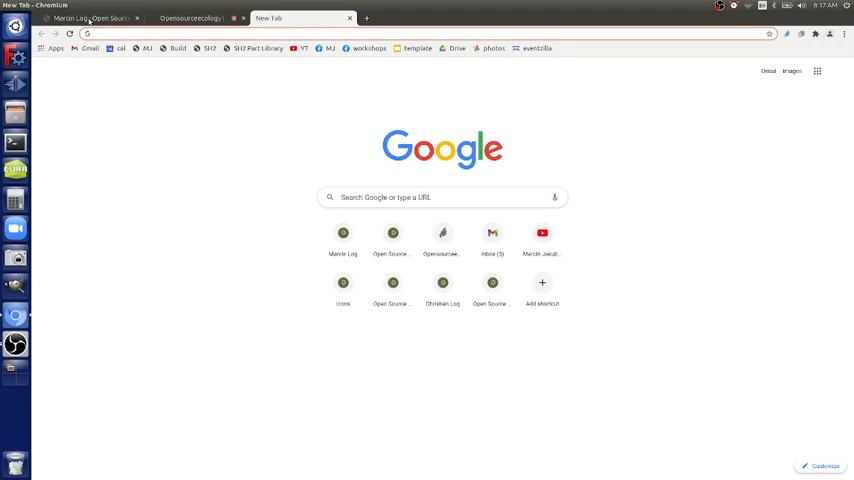 New Tab - Chromium
8:17 AM
Marcin Log - Open Source
Opensourceecology
New Tab
G
Apps Gmail cal MJ Build SH2 SH2 Part Library YT MJ workshops template Drive photos eventzilla
Gmail Images
Google
Search Google or type a URL
Marcin Log Open Source ... Opensourcee... Inbox (3) Marcin Jakub...
Icons Open Source ... Christian Log Open Source ... Add shortcut
Customize
CURA